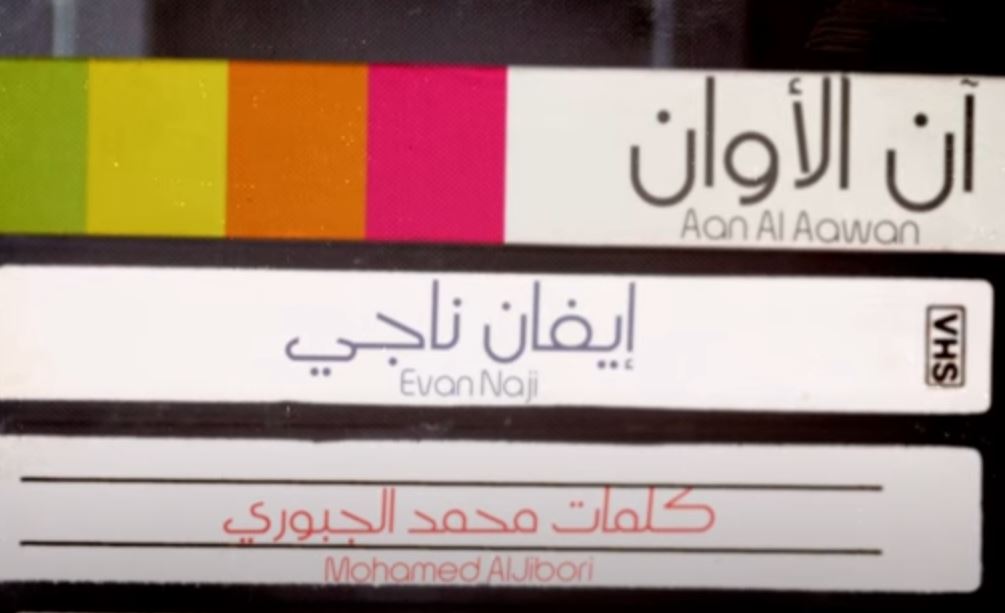 آن الأوان
Aan Al Aawan
إيفان ناجي
Evan Naji
VHS
كلمات محمد الجبوري
Mohamed AlJibori